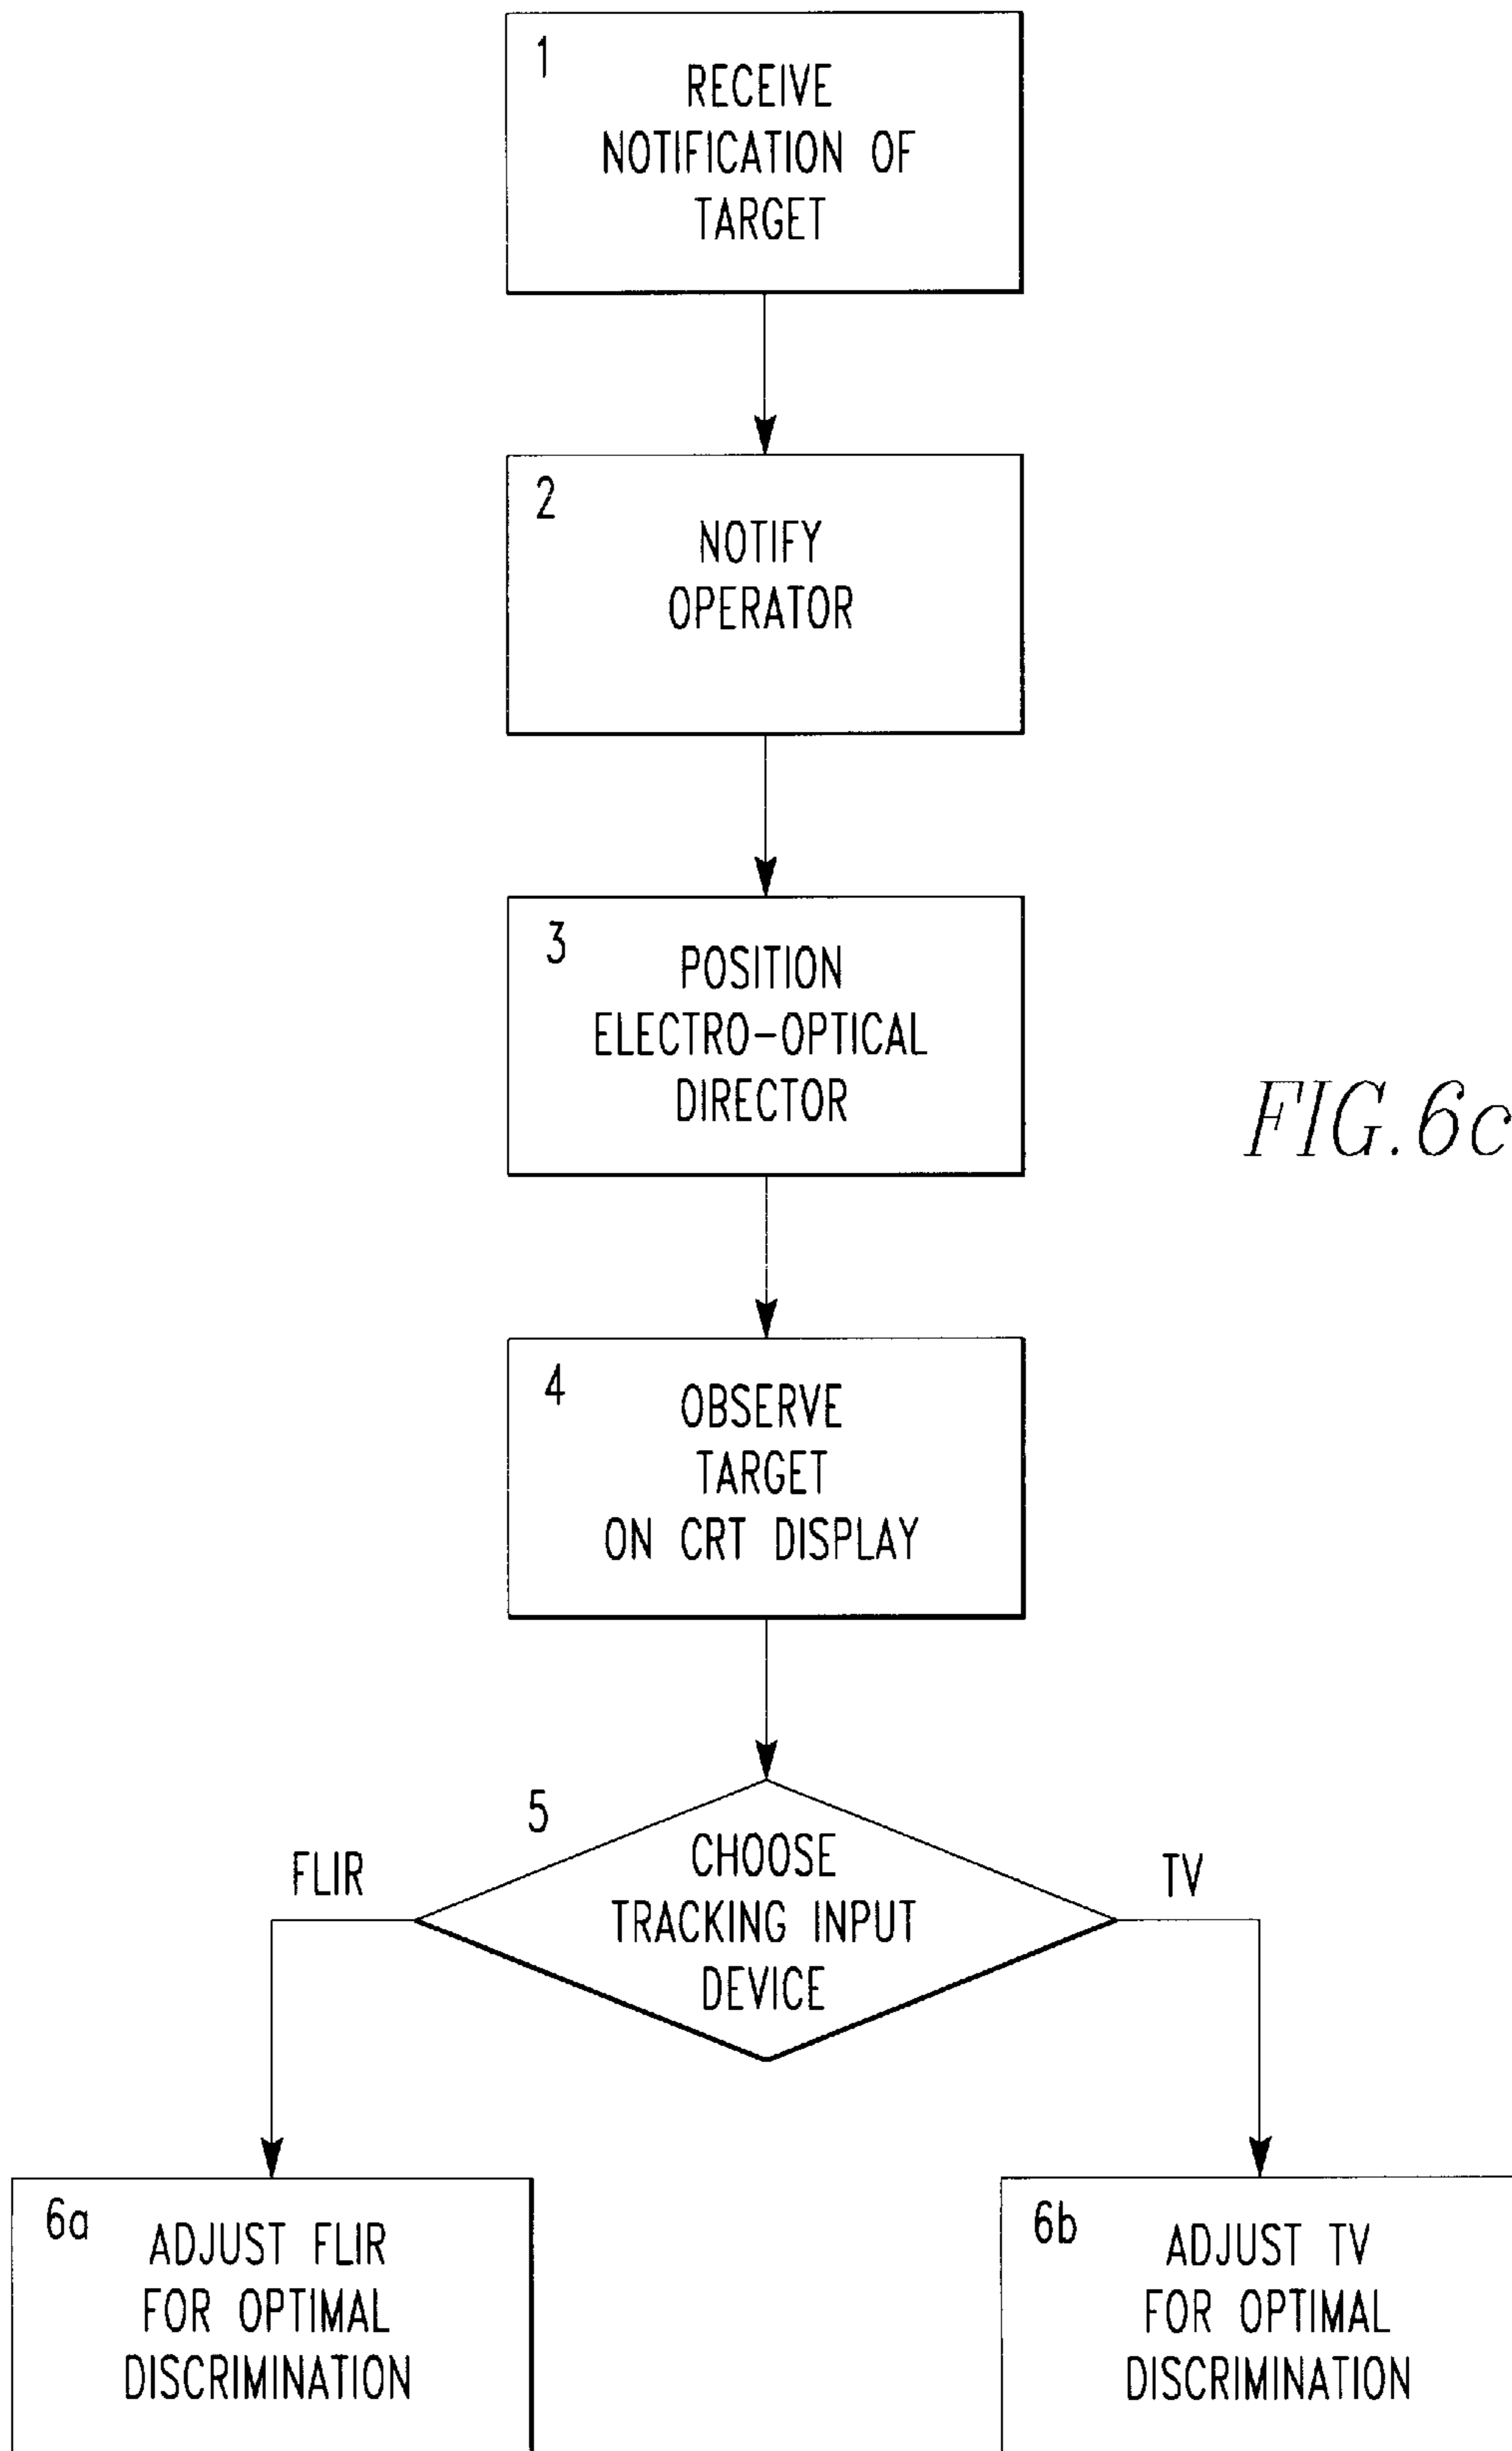 1
RECEIVE
NOTIFICATION OF
TARGET
2
NOTIFY
OPERATOR
3
POSITION
ELECTRO-OPTICAL
DIRECTOR
FIG.6c
4
OBSERVE
TARGET
ON CRT DISPLAY
5
CHOOSE
TRACKING INPUT
DEVICE
FLIR
TV
6a
ADJUST FLIR
FOR OPTIMAL
DISCRIMINATION
6b
ADJUST TV
FOR OPTIMAL
DISCRIMINATION